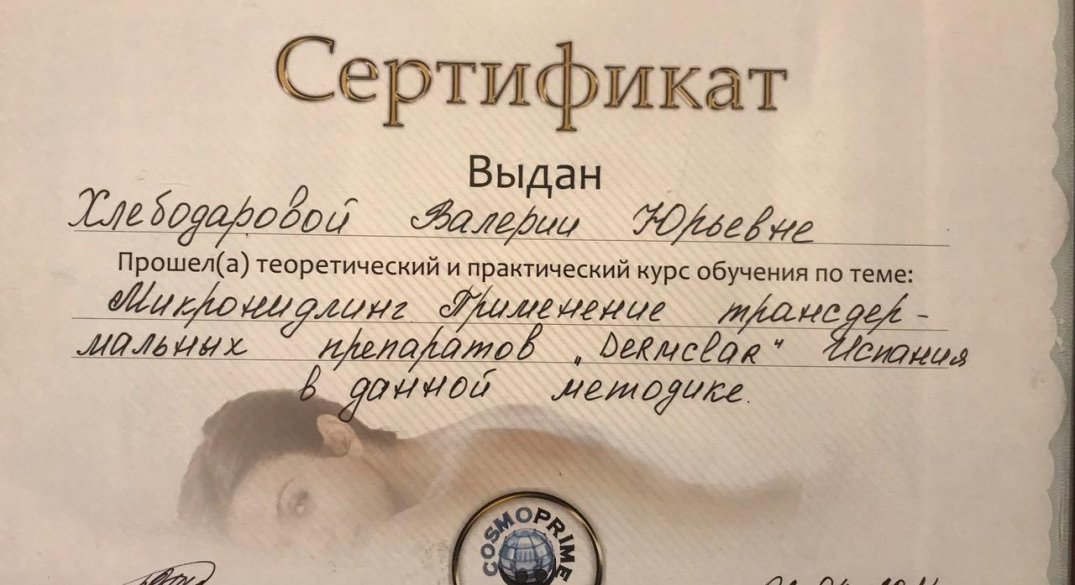 Сертификат
Выдан
Хлебодаровой Валерии Юрьевне
Прошел(а) теоретический и практический курс обучения по теме:
Микронидлинг. Применение трансдер-
мальных препаратов „Dermclar“ Испания
в данной методике.
COSMOPRIME